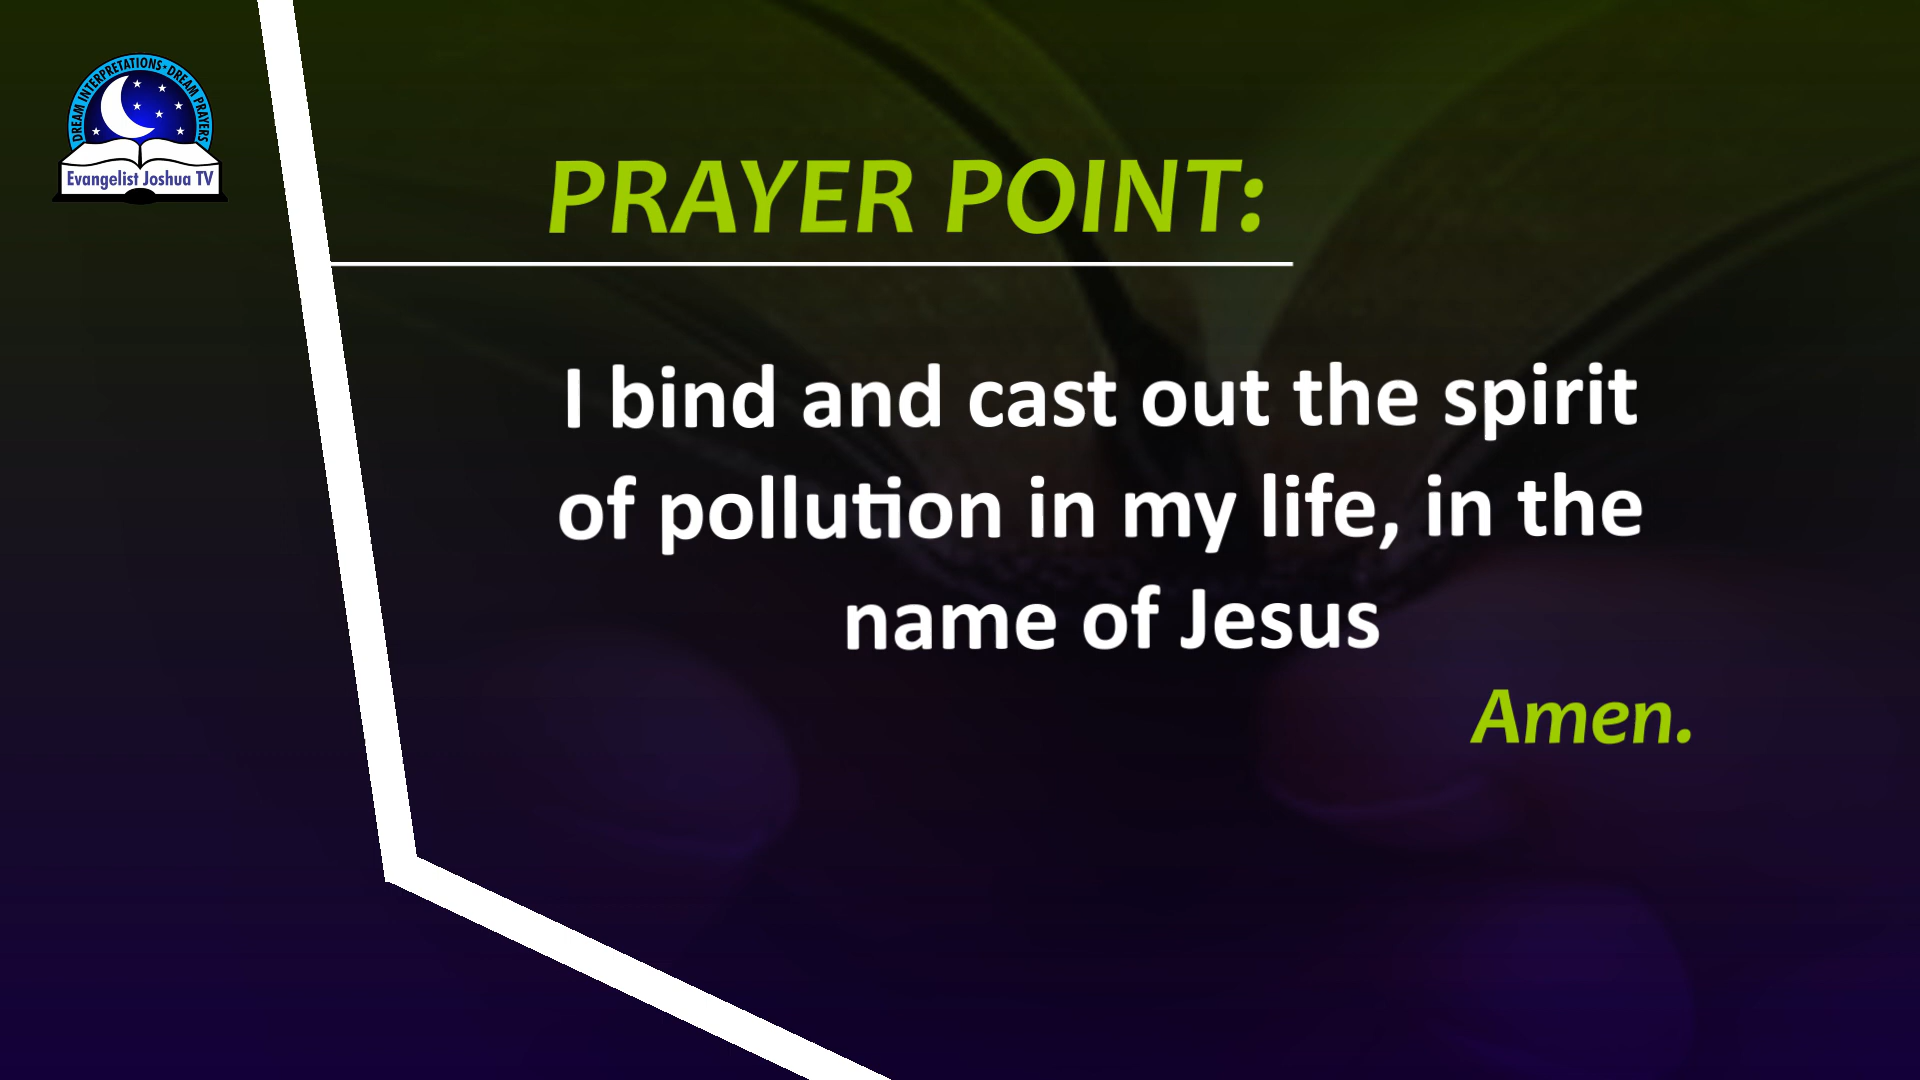 DREAM INTERPRETATIONS • DREAM PRAYERS
Evangelist Joshua TV
PRAYER POINT:
I bind and cast out the spirit
of pollution in my life, in the
name of Jesus
Amen.